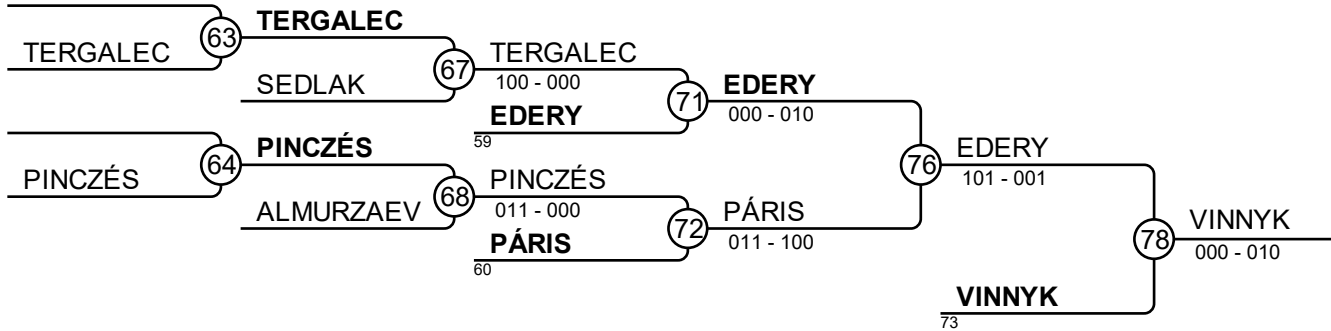 TERGALEC
63
TERGALEC
SEDLAK
67
TERGALEC
100 - 000
EDERY
59
71
EDERY
000 - 010
PINCZÉS
64
PINCZÉS
ALMURZAEV
68
PINCZÉS
011 - 000
PÁRIS
60
72
PÁRIS
011 - 100
76
EDERY
101 - 001
VINNYK
73
78
VINNYK
000 - 010